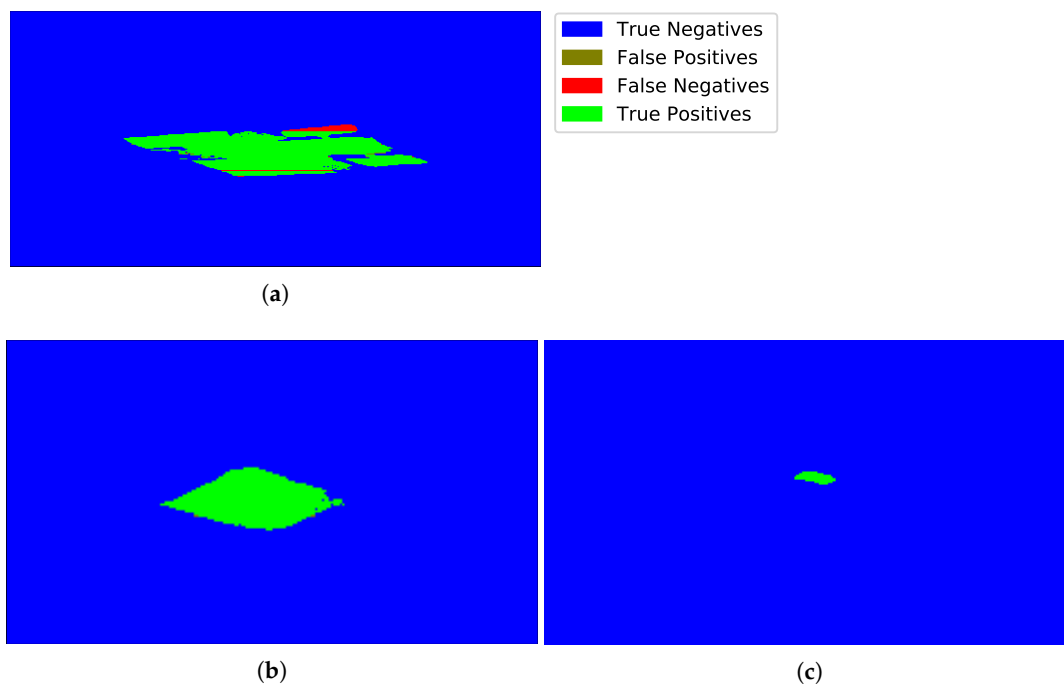 True Negatives
False Positives
False Negatives
True Positives
(a)
(b)
(c)